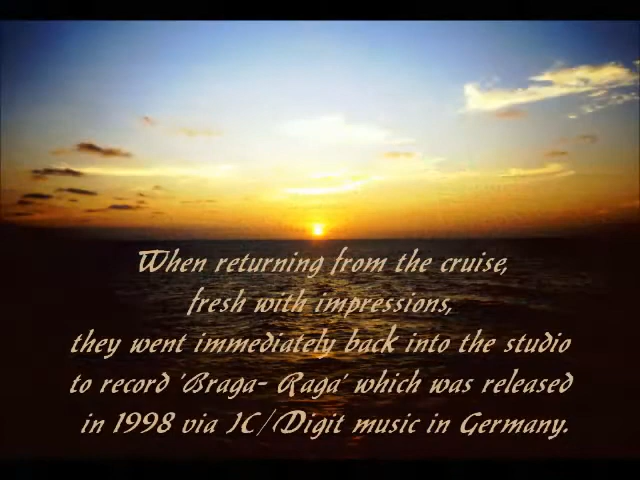 When returning from the cruise,
fresh with impressions,
they went immediately back into the studio
to record 'Braga- Raga' which was released
in 1998 via IC/Digit music in Germany.